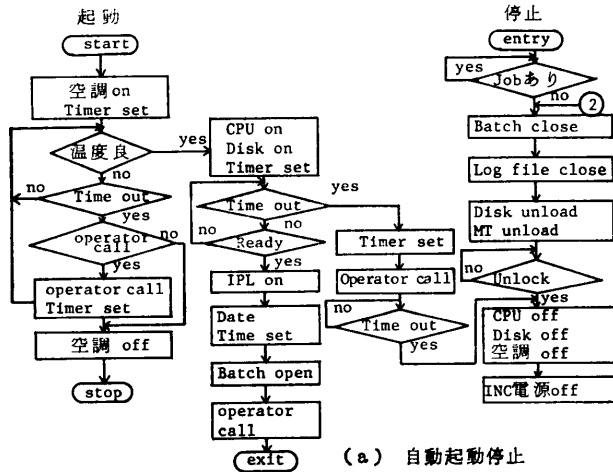 起動
start
空調on
Timer set
温度良
yes
no
Time out
no
yes
operator
call
no
yes
operator call
Timer set
空調 off
stop
CPU on
Disk on
Timer set
Time out
yes
no
Ready
no
yes
IPL on
Date
Time set
Batch open
operator
call
exit
Timer set
Operator call
Time out
no
yes
停止
entry
Jobあり
yes
no
2
Batch close
Log file close
Disk unload
MT unload
Unlock
no
yes
CPU off
Disk off
空調 off
INC電源off
(a) 自動起動停止